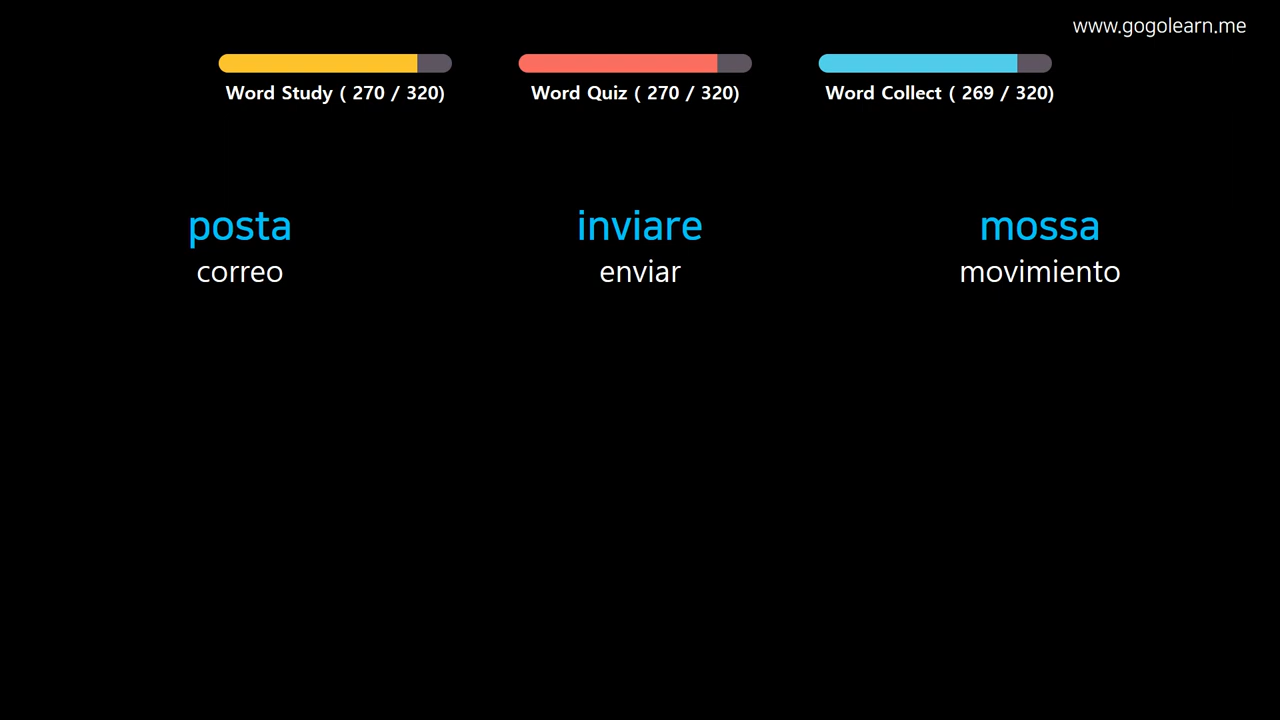 www.gogolearn.me
Word Study ( 270 / 320)
Word Quiz ( 270 / 320)
Word Collect ( 269 / 320)
posta
correo
inviare
enviar
mossa
movimiento